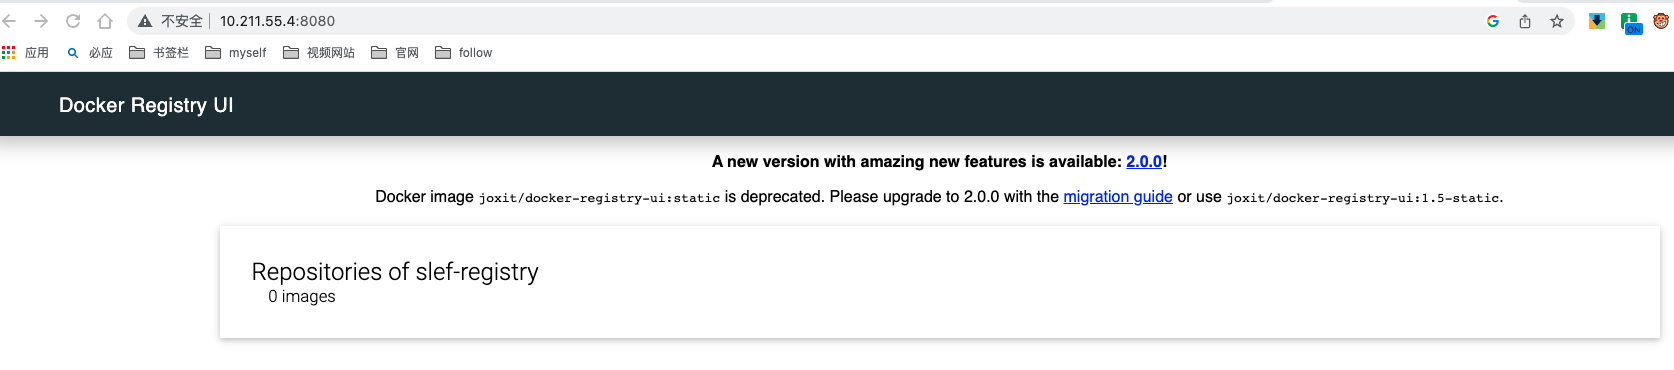 不安全 10.211.55.4:8080
应用 必应 书签栏 myself 视频网站 官网 follow
ON
Docker Registry UI
A new version with amazing new features is available: 2.0.0!
Docker image joxit/docker-registry-ui:static is deprecated. Please upgrade to 2.0.0 with the migration guide or use joxit/docker-registry-ui:1.5-static.
Repositories of slef-registry
0 images